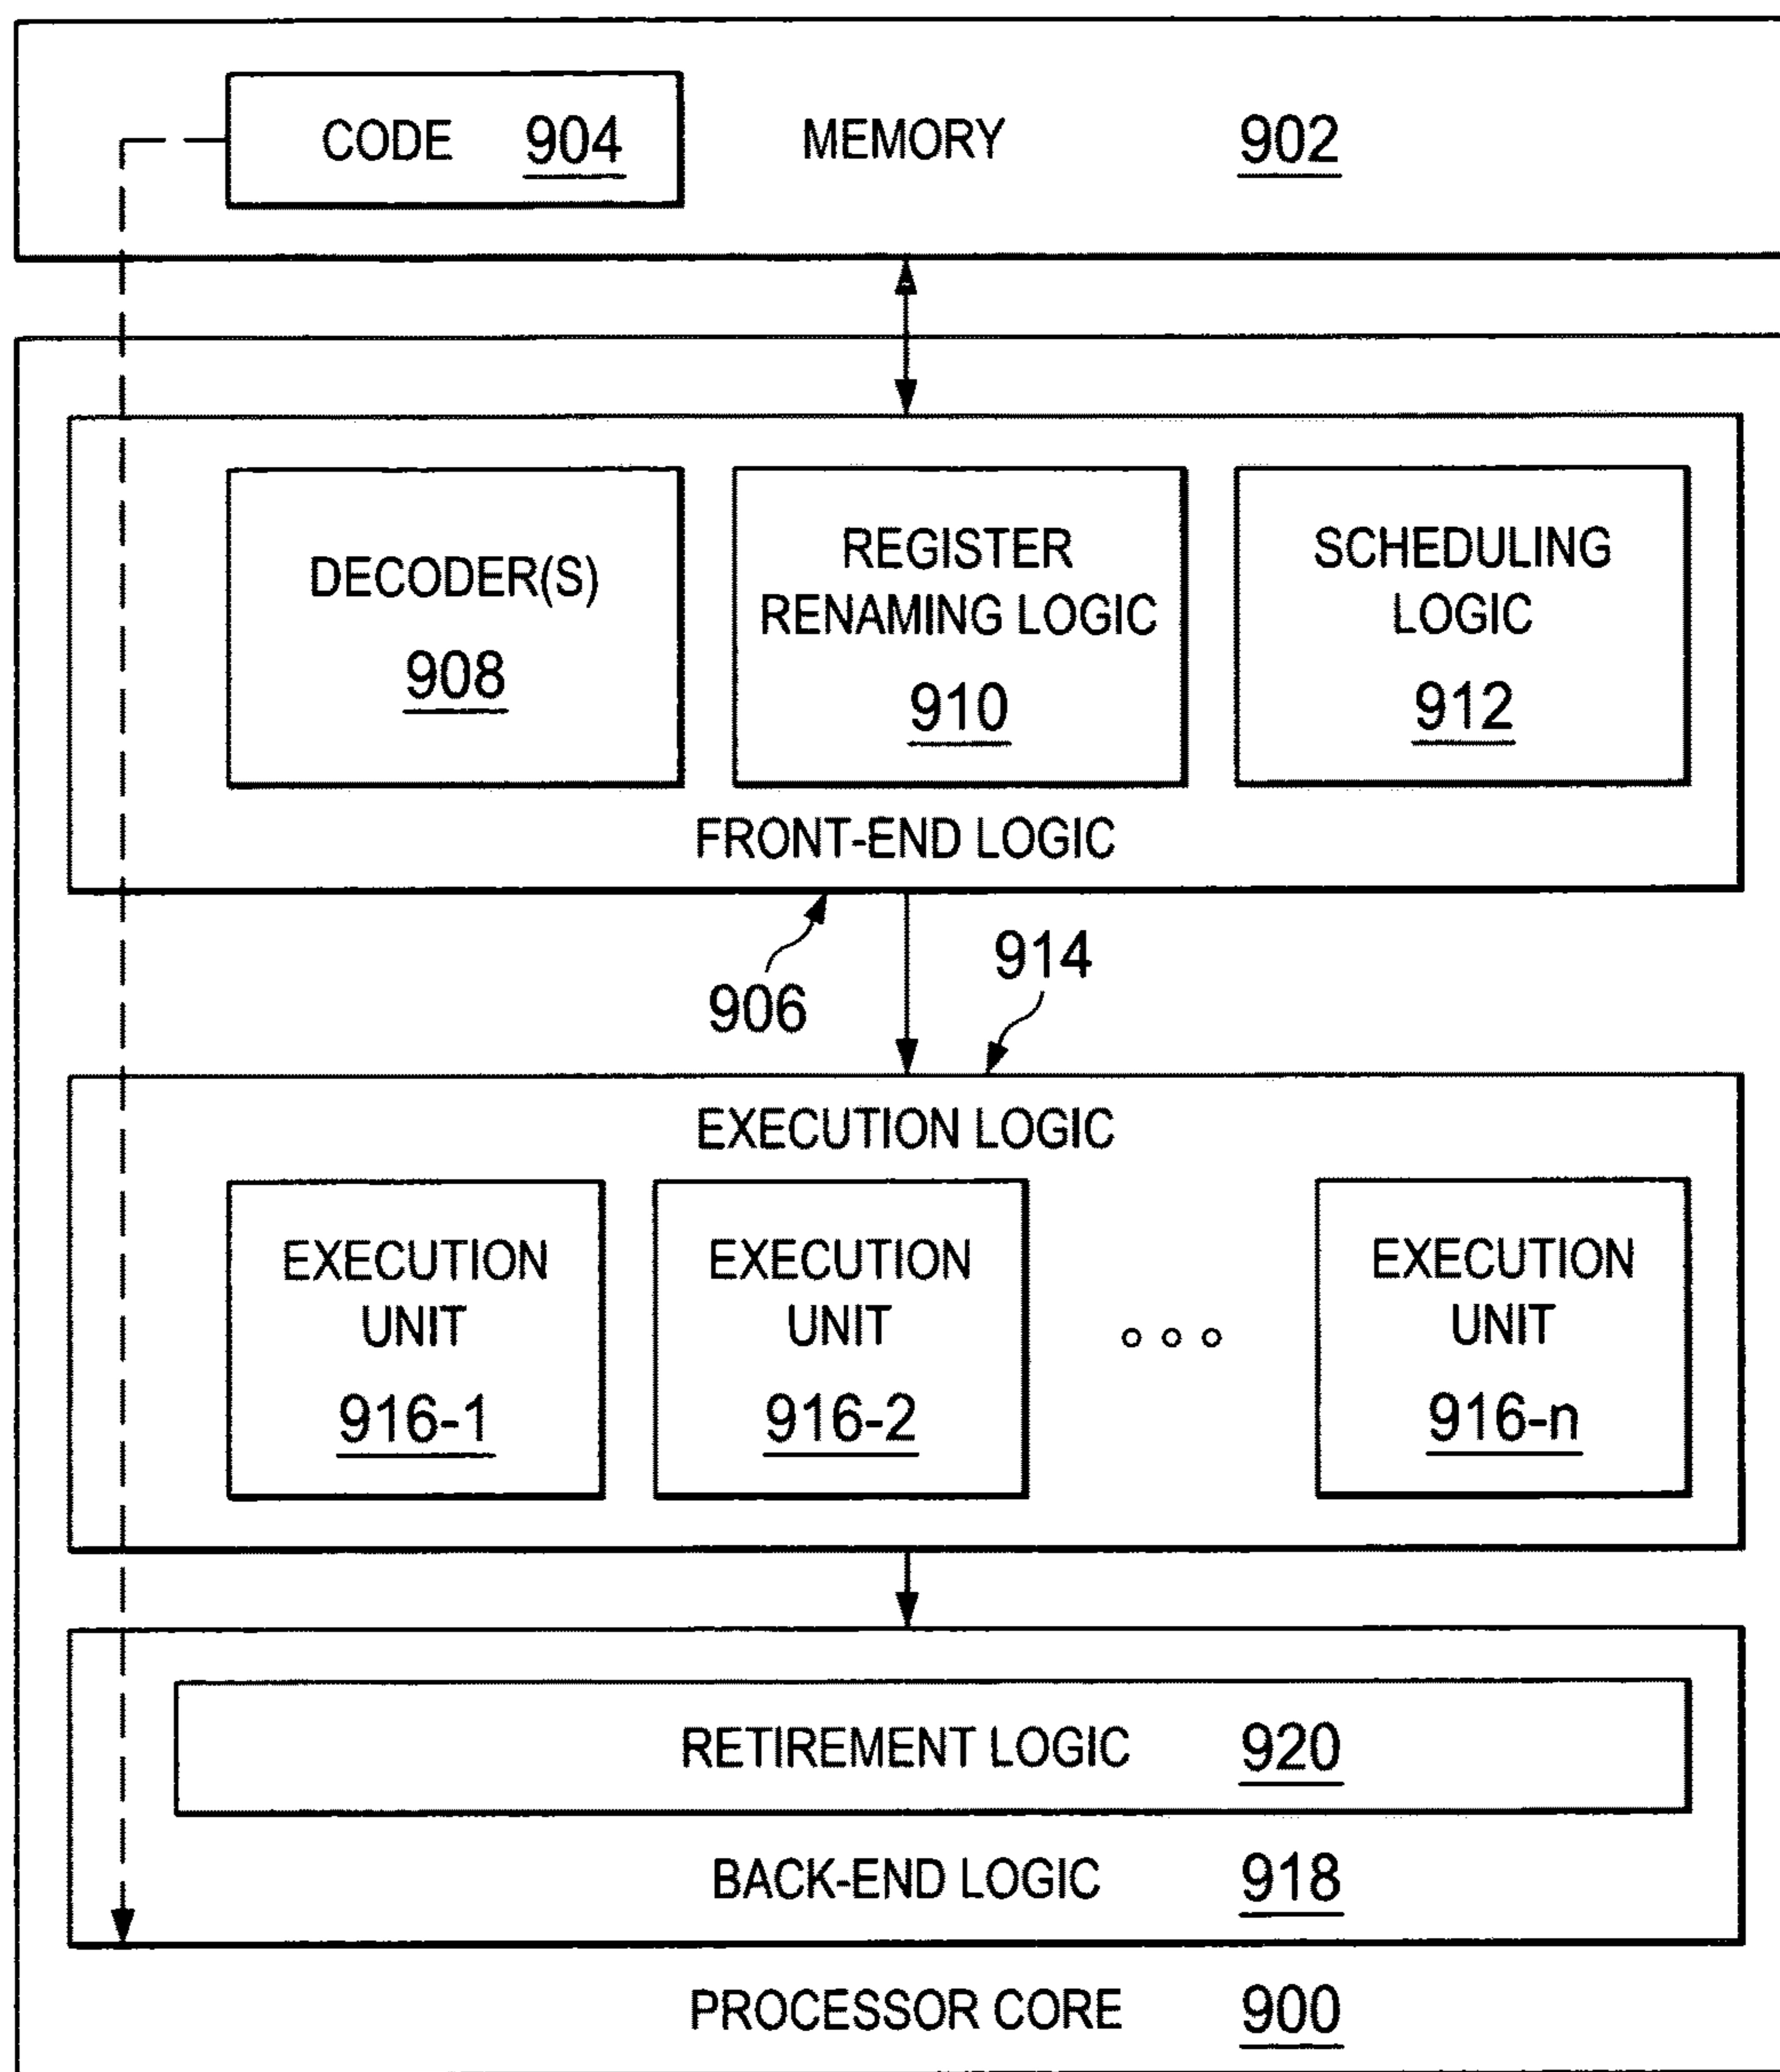 CODE 904 MEMORY 902
DECODER(S)
908
REGISTER
RENAMING LOGIC
910
SCHEDULING
LOGIC
912
FRONT-END LOGIC
906
914
EXECUTION LOGIC
EXECUTION
UNIT
916-1
EXECUTION
UNIT
916-2
EXECUTION
UNIT
916-n
RETIREMENT LOGIC 920
BACK-END LOGIC 918
PROCESSOR CORE 900